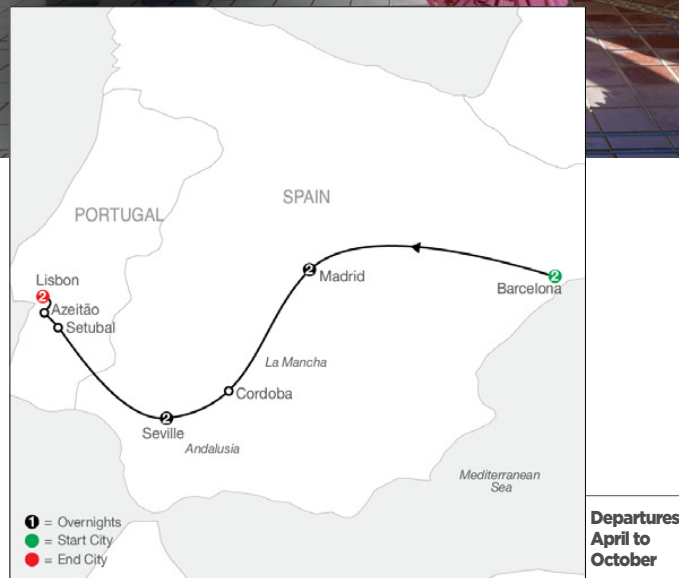 SPAIN
PORTUGAL
2 Madrid
2
Barcelona
Lisbon
2
Azeitão
Setubal
La Mancha
Cordoba
2
Seville
Andalusia
Mediterranean
Sea
1 = Overnights
= Start City
= End City
Departures
April to
October